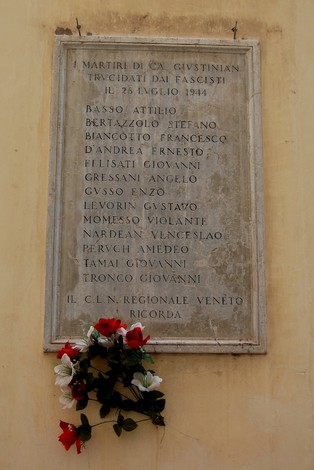 I MARTIRI DI CA' GIUSTINIAN
TRUCIDATI DAI FASCISTI
IL 28 LUGLIO 1944
BASSO ATTILIO
BERTAZZOLO STEFANO
BIANCOTTO FRANCESCO
D'ANDREA ERNESTO
FELISATI GIOVANNI
GRESSANI ANGELO
GUSSO ENZO
LEVORIN GUSTAVO
MOMESSO VIOLANTE
NARDEAN VENCESLAO
PERUCH AMEDEO
TAMAI GIOVANNI
TRONCO GIOVANNI
IL C.L.N. REGIONALE VENETO
RICORDA